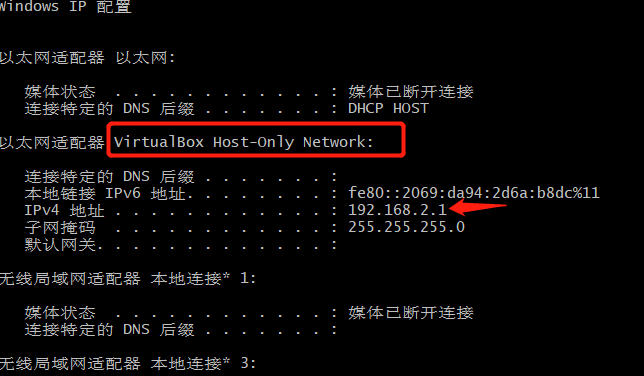 Windows IP 配置
以太网适配器 以太网:
媒体状态 . . . . . . . . . . . . : 媒体已断开连接
连接特定的 DNS 后缀 . . . . . . . : DHCP HOST
以太网适配器 VirtualBox Host-Only Network:
连接特定的 DNS 后缀 . . . . . . . :
本地链接 IPv6 地址. . . . . . . . : fe80::2069:da94:2d6a:b8dc%11
IPv4 地址 . . . . . . . . . . . . : 192.168.2.1
子网掩码 . . . . . . . . . . . . : 255.255.255.0
默认网关. . . . . . . . . . . . . :
无线局域网适配器 本地连接* 1:
媒体状态 . . . . . . . . . . . . : 媒体已断开连接
连接特定的 DNS 后缀 . . . . . . . :
无线局域网适配器 本地连接* 3: